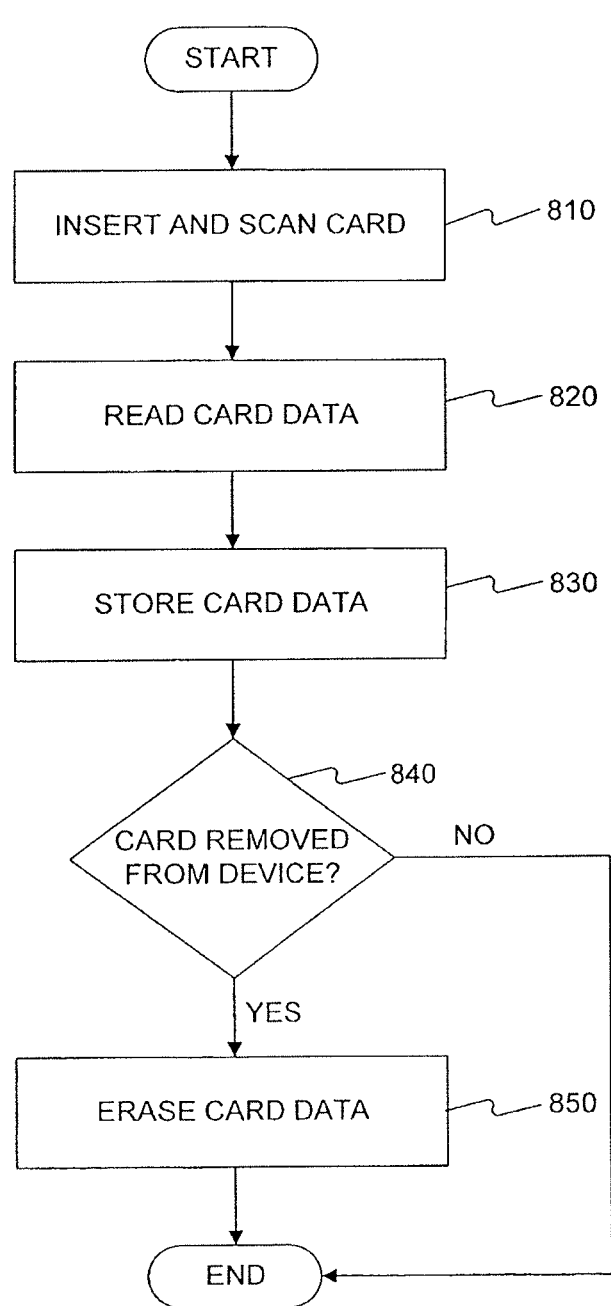 START
INSERT AND SCAN CARD
810
READ CARD DATA
820
STORE CARD DATA
830
840
CARD REMOVED
FROM DEVICE?
NO
YES
ERASE CARD DATA
850
END